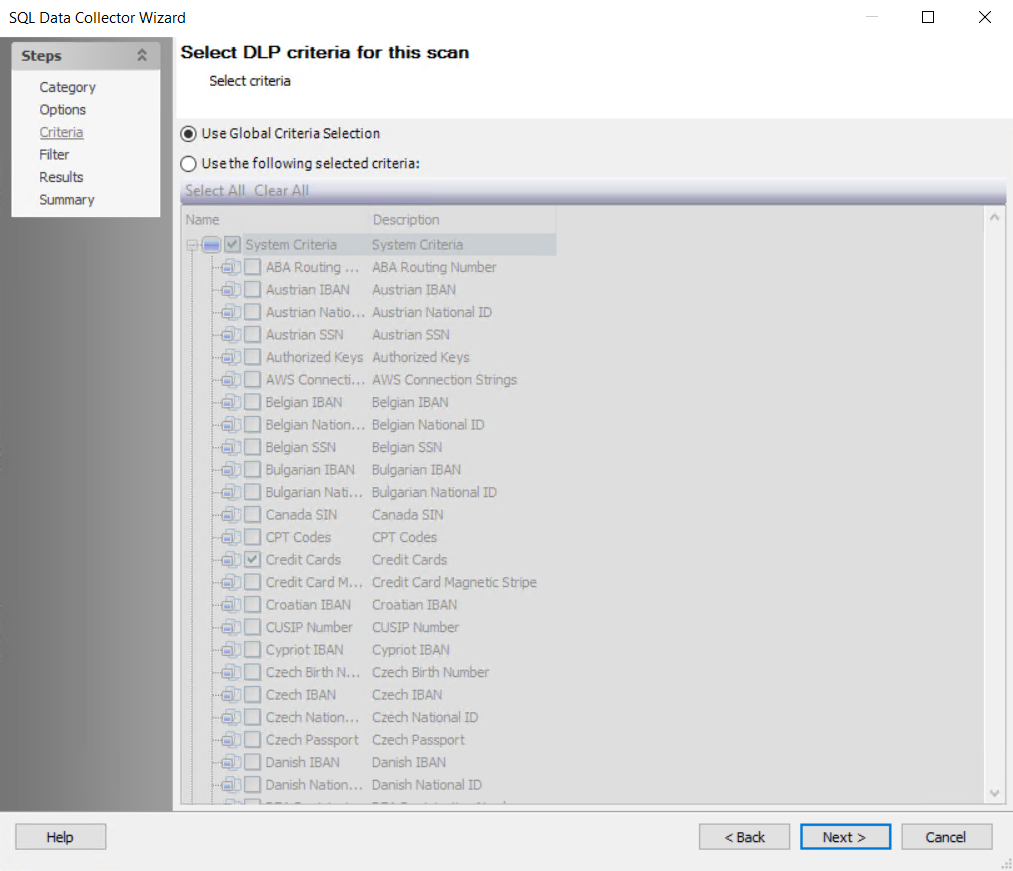 SQL Data Collector Wizard
Steps
Category
Options
Criteria
Filter
Results
Summary
Select DLP criteria for this scan
Select criteria
Use Global Criteria Selection
Use the following selected criteria:
Select All Clear All
Name Description
System Criteria System Criteria
ABA Routing ... ABA Routing Number
Austrian IBAN Austrian IBAN
Austrian Natio... Austrian National ID
Austrian SSN Austrian SSN
Authorized Keys Authorized Keys
AWS Connecti... AWS Connection Strings
Belgian IBAN Belgian IBAN
Belgian Nation... Belgian National ID
Belgian SSN Belgian SSN
Bulgarian IBAN Bulgarian IBAN
Bulgarian Nati... Bulgarian National ID
Canada SIN Canada SIN
CPT Codes CPT Codes
Credit Cards Credit Cards
Credit Card M... Credit Card Magnetic Stripe
Croatian IBAN Croatian IBAN
CUSIP Number CUSIP Number
Cypriot IBAN Cypriot IBAN
Czech Birth N... Czech Birth Number
Czech IBAN Czech IBAN
Czech Nation... Czech National ID
Czech Passport Czech Passport
Danish IBAN Danish IBAN
Danish Nation... Danish National ID
Help
< Back
Next >
Cancel